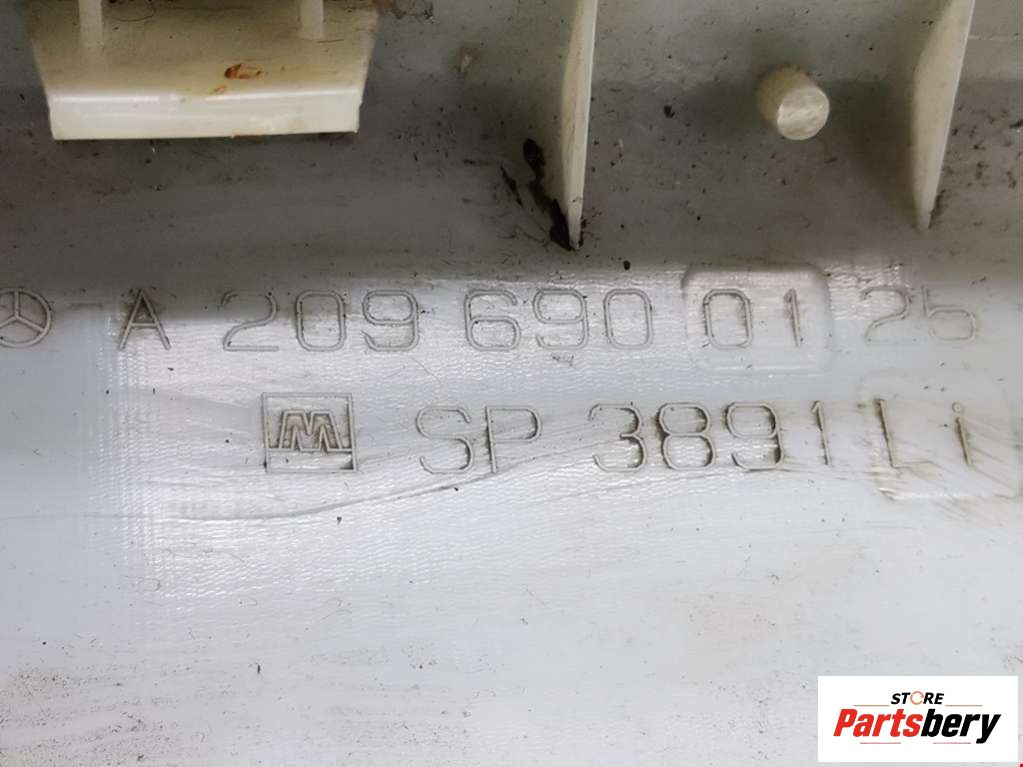 A 209 690 01 25
M SP 3891 Li
STORE
Partsbery